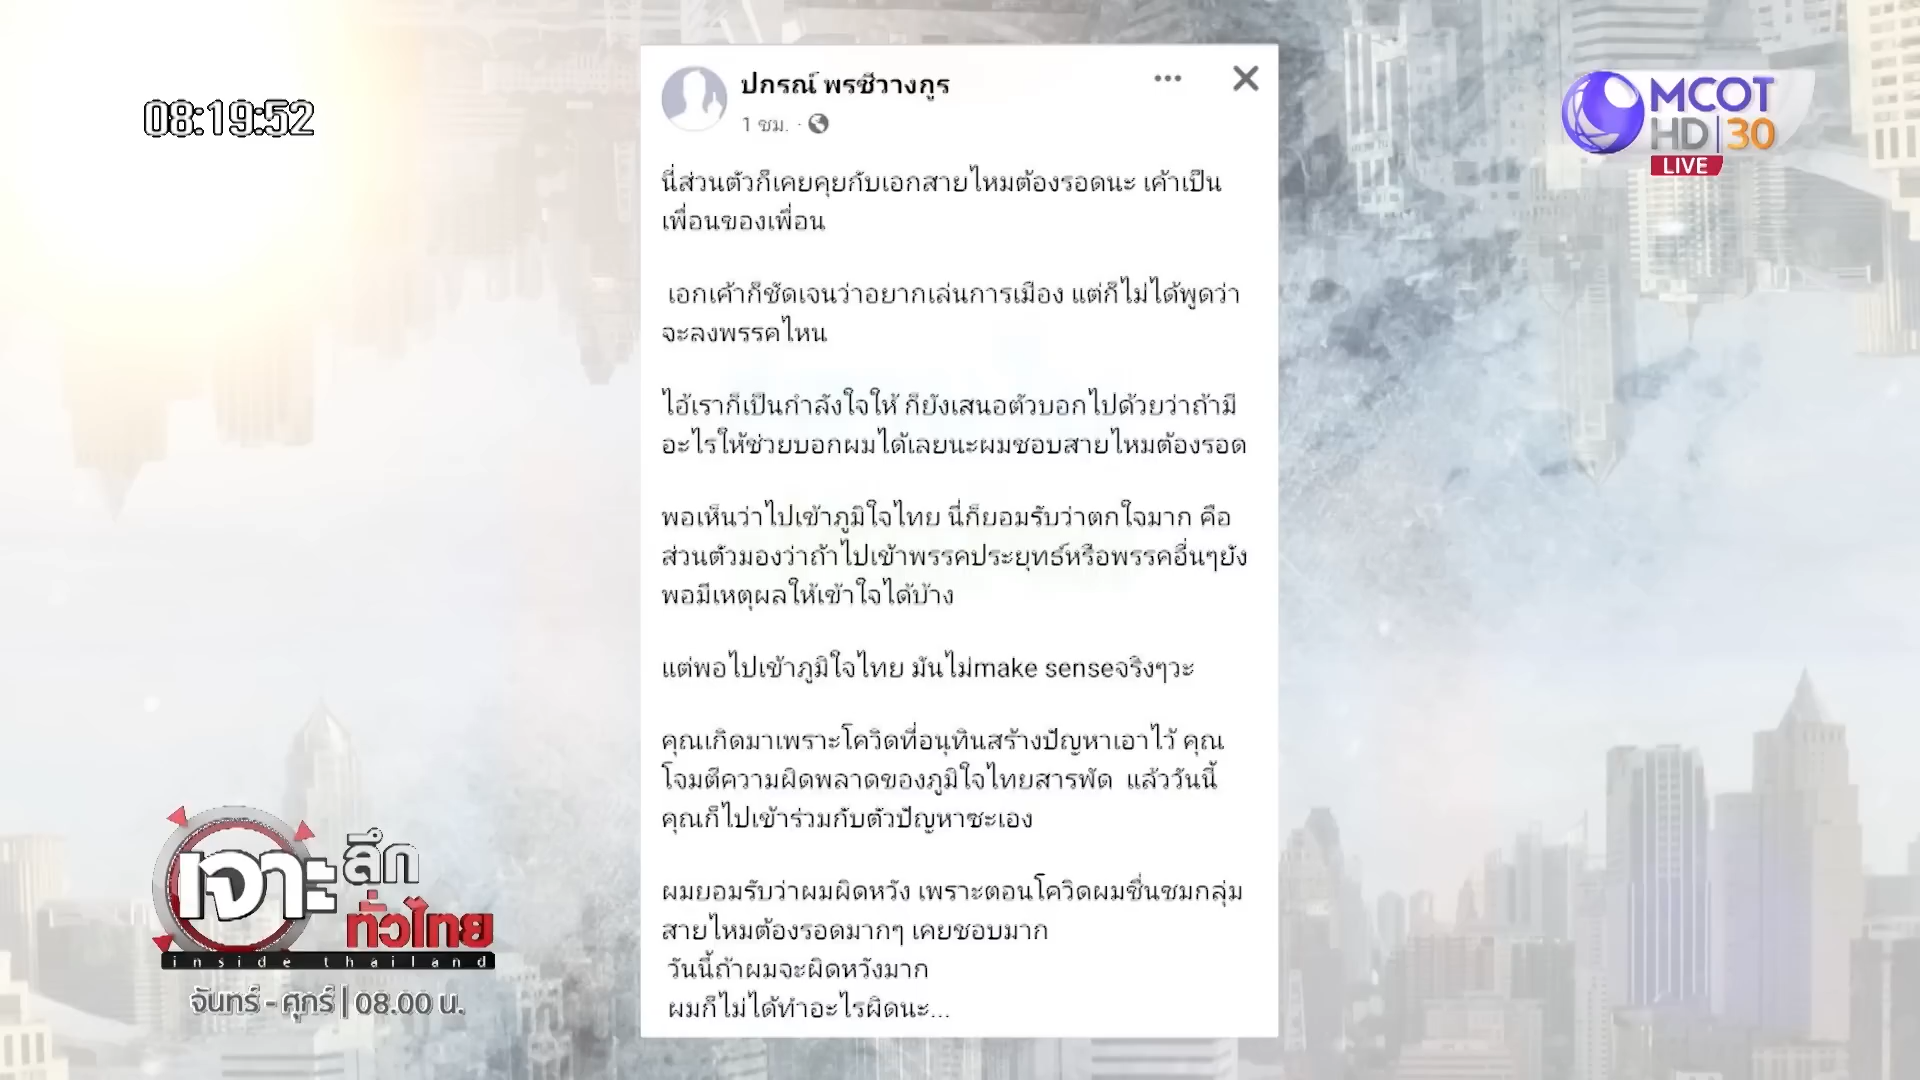 08:19:52
MCOT
HD 30
LIVE
ปกรณ์ พรชีวางกูร
1 ชม.
นี่ส่วนตัวก็เคยคุยกับเอกสายไหมต้องรอดนะ เค้าเป็น
เพื่อนของเพื่อน
เอกเค้าก็ชัดเจนว่าอยากเล่นการเมือง แต่ก็ไม่ได้พูดว่า
จะลงพรรคไหน
ไอ้เราก็เป็นกำลังใจให้ ก็ยังเสนอตัวบอกไปด้วยว่าถ้ามี
อะไรให้ช่วยบอกผมได้เลยนะผมชอบสายไหมต้องรอด
พอเห็นว่าไปเข้าภูมิใจไทย นี่ก็ยอมรับว่าตกใจมาก คือ
ส่วนตัวมองว่าถ้าไปเข้าพรรคประยุทธ์หรือพรรคอื่นๆยัง
พอมีเหตุผลให้เข้าใจได้บ้าง
แต่พอไปเข้าภูมิใจไทย มันไม่make senseจริงๆวะ
คุณเกิดมาเพราะโควิดที่อนุทินสร้างปัญหาเอาไว้ คุณ
โจมตีความผิดพลาดของภูมิใจไทยสารพัด แล้ววันนี้
คุณก็ไปเข้าร่วมกับตัวปัญหาซะเอง
ผมยอมรับว่าผมผิดหวัง เพราะตอนโควิดผมชื่นชมกลุ่ม
สายไหมต้องรอดมากๆ เคยชอบมาก
วันนี้ถ้าผมจะผิดหวังมาก
ผมก็ไม่ได้ทำอะไรผิดนะ...
เจาะลึก
ทั่วไทย
inside thailand
จันทร์ - ศุกร์ | 08.00 น.